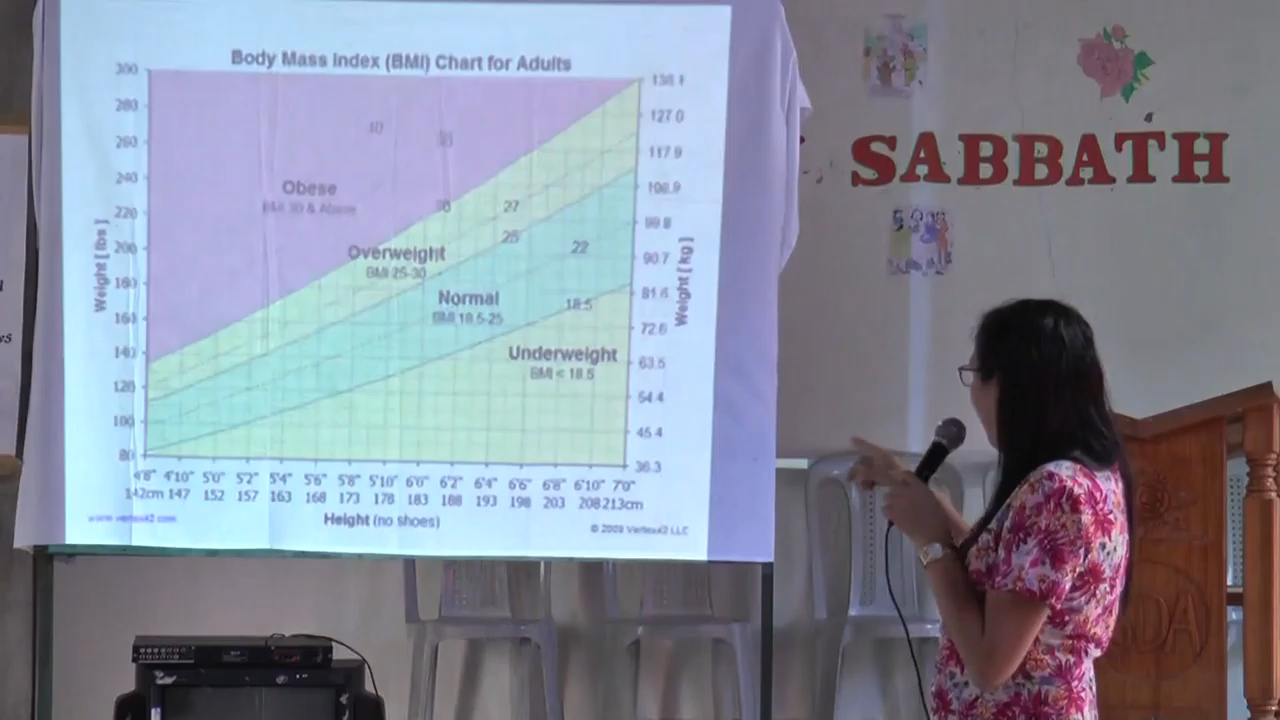 Body Mass Index (BMI) Chart for Adults
300
280
260
240
220
200
180
160
140
120
100
80
Weight [ lbs ]
40
30
27
25
22
18.5
Obese
BMI 30 & Above
Overweight
BMI 25-30
Normal
BMI 18.5-25
Underweight
BMI < 18.5
138.1
127.0
117.9
108.9
99.8
90.7
81.6
72.6
63.5
54.4
45.4
36.3
Weight [ kg ]
4'8" 4'10" 5'0" 5'2" 5'4" 5'6" 5'8" 5'10" 6'0" 6'2" 6'4" 6'6" 6'8" 6'10" 7'0"
142cm 147 152 157 163 168 173 178 183 188 193 198 203 208 213cm
Height (no shoes)
www.vertex42.com
© 2009 Vertex42 LLC
SABBATH
SDA